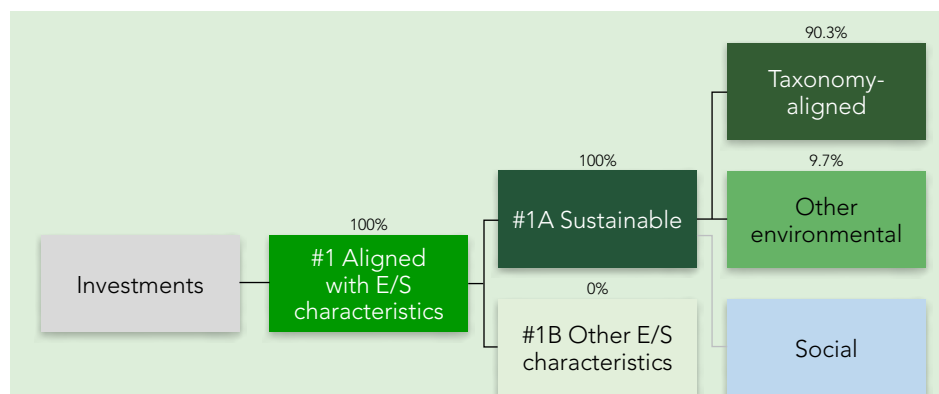 90.3%
Taxonomy-
aligned
100%
#1A Sustainable
9.7%
Other
environmental
100%
#1 Aligned
with E/S
characteristics
Investments
0%
#1B Other E/S
characteristics
Social